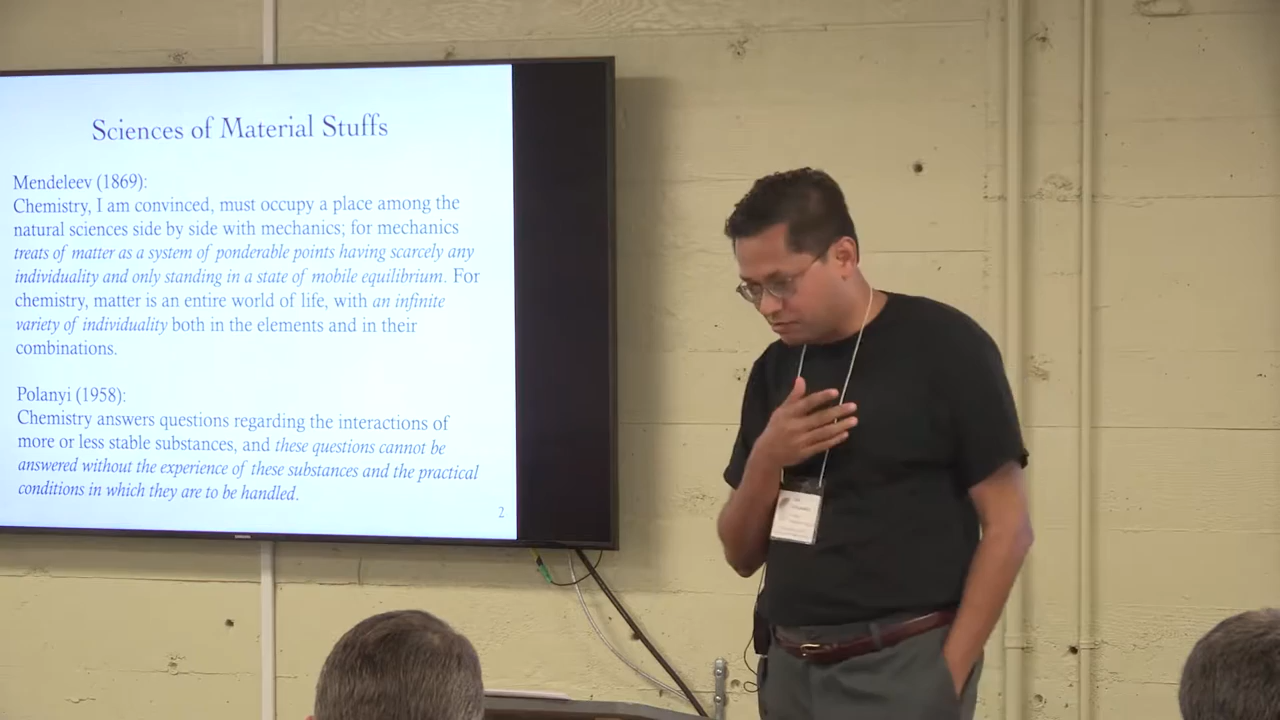 Sciences of Material Stuffs
Mendeleev (1869):
Chemistry, I am convinced, must occupy a place among the
natural sciences side by side with mechanics; for mechanics
treats of matter as a system of ponderable points having scarcely any
individuality and only standing in a state of mobile equilibrium. For
chemistry, matter is an entire world of life, with an infinite
variety of individuality both in the elements and in their
combinations.
Polanyi (1958):
Chemistry answers questions regarding the interactions of
more or less stable substances, and these questions cannot be
answered without the experience of these substances and the practical
conditions in which they are to be handled.
2
SAMSUNG